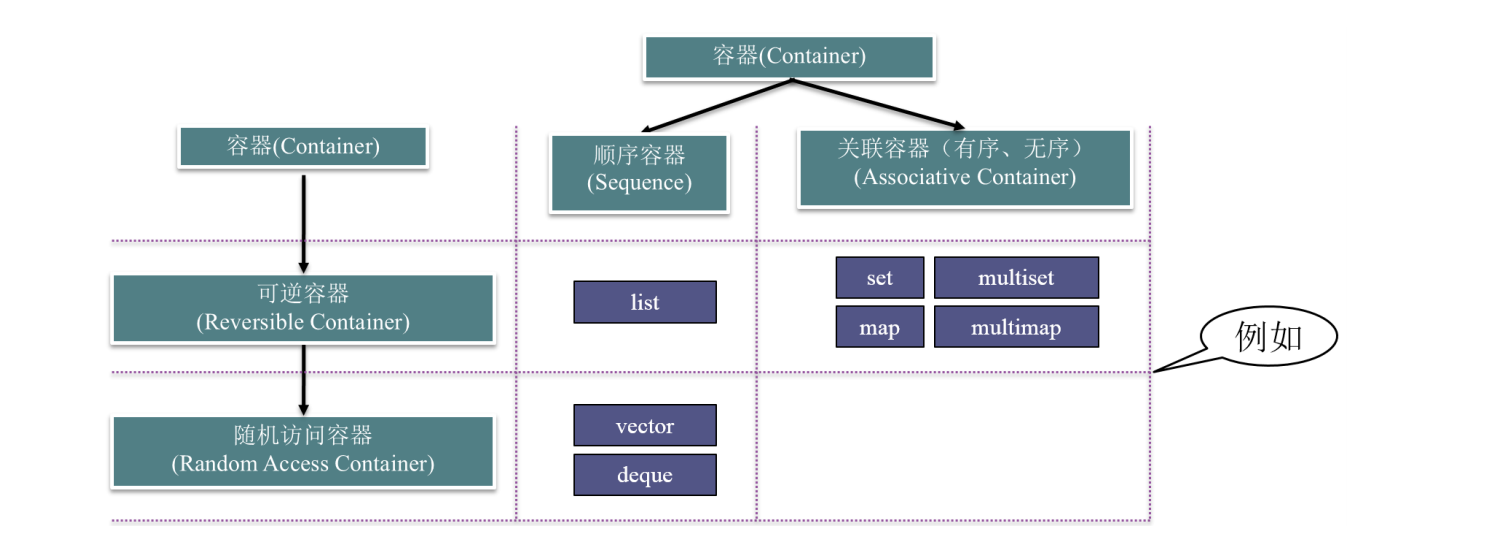 容器(Container)
容器(Container)
顺序容器
(Sequence)
关联容器（有序、无序）
(Associative Container)
可逆容器
(Reversible Container)
list
set
multiset
map
multimap
例如
随机访问容器
(Random Access Container)
vector
deque